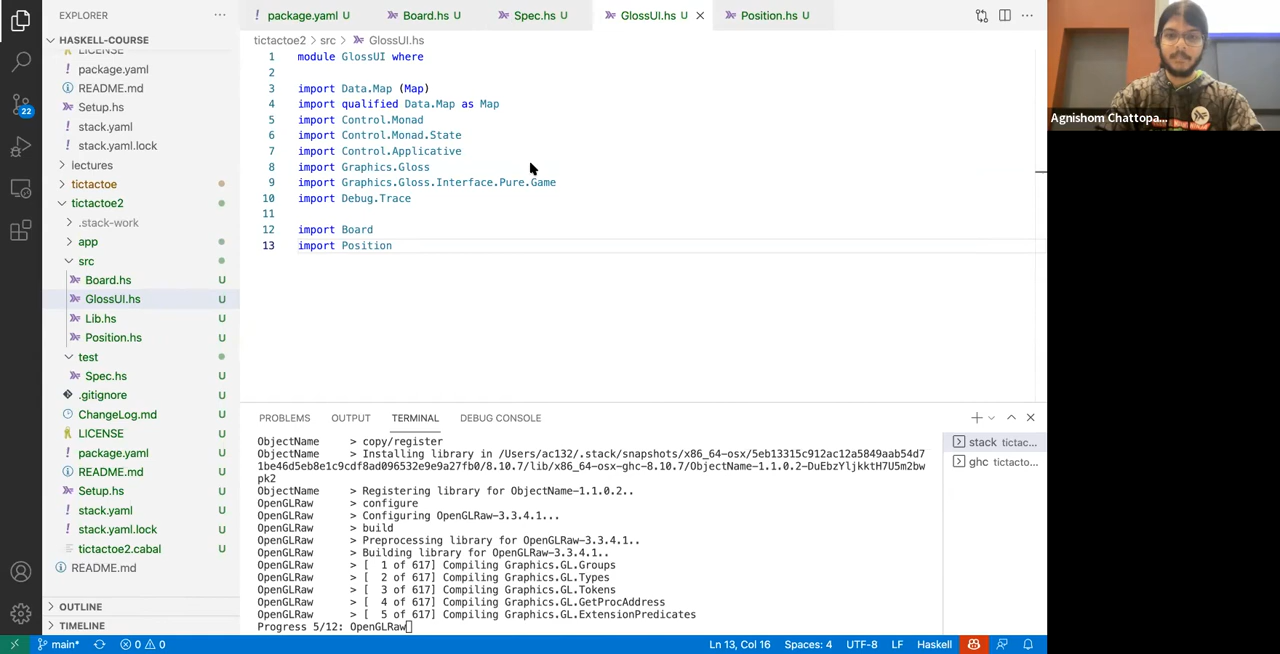 EXPLORER
HASKELL-COURSE
LICENSE
package.yaml
README.md
Setup.hs
stack.yaml
stack.yaml.lock
lectures
tictactoe
tictactoe2
.stack-work
app
src
Board.hs U
GlossUI.hs U
Lib.hs U
Position.hs U
test
Spec.hs U
.gitignore U
ChangeLog.md U
LICENSE U
package.yaml U
README.md U
Setup.hs U
stack.yaml U
stack.yaml.lock U
tictactoe2.cabal U
README.md
OUTLINE
TIMELINE
22
package.yaml U Board.hs U Spec.hs U GlossUI.hs U Position.hs U
tictactoe2 > src > GlossUI.hs
1 module GlossUI where
2
3 import Data.Map (Map)
4 import qualified Data.Map as Map
5 import Control.Monad
6 import Control.Monad.State
7 import Control.Applicative
8 import Graphics.Gloss
9 import Graphics.Gloss.Interface.Pure.Game
10 import Debug.Trace
11
12 import Board
13 import Position
PROBLEMS OUTPUT TERMINAL DEBUG CONSOLE
ObjectName > copy/register
ObjectName > Installing library in /Users/ac132/.stack/snapshots/x86_64-osx/5eb13315c912ac12a5849aab54d7
1be46d5eb8e1c9cdf8ad096532e9e9a27fb0/8.10.7/lib/x86_64-osx-ghc-8.10.7/ObjectName-1.1.0.2-DuEbzYljkktH7U5m2bw
pk2
ObjectName > Registering library for ObjectName-1.1.0.2..
OpenGLRaw > configure
OpenGLRaw > Configuring OpenGLRaw-3.3.4.1...
OpenGLRaw > build
OpenGLRaw > Preprocessing library for OpenGLRaw-3.3.4.1..
OpenGLRaw > Building library for OpenGLRaw-3.3.4.1..
OpenGLRaw > [ 1 of 617] Compiling Graphics.GL.Groups
OpenGLRaw > [ 2 of 617] Compiling Graphics.GL.Types
OpenGLRaw > [ 3 of 617] Compiling Graphics.GL.Tokens
OpenGLRaw > [ 4 of 617] Compiling Graphics.GL.GetProcAddress
OpenGLRaw > [ 5 of 617] Compiling Graphics.GL.ExtensionPredicates
Progress 5/12: OpenGLRaw
stack tictac...
ghc tictacto...
main* 0 0 Ln 13, Col 16 Spaces: 4 UTF-8 LF Haskell
Agnishom Chattopa...